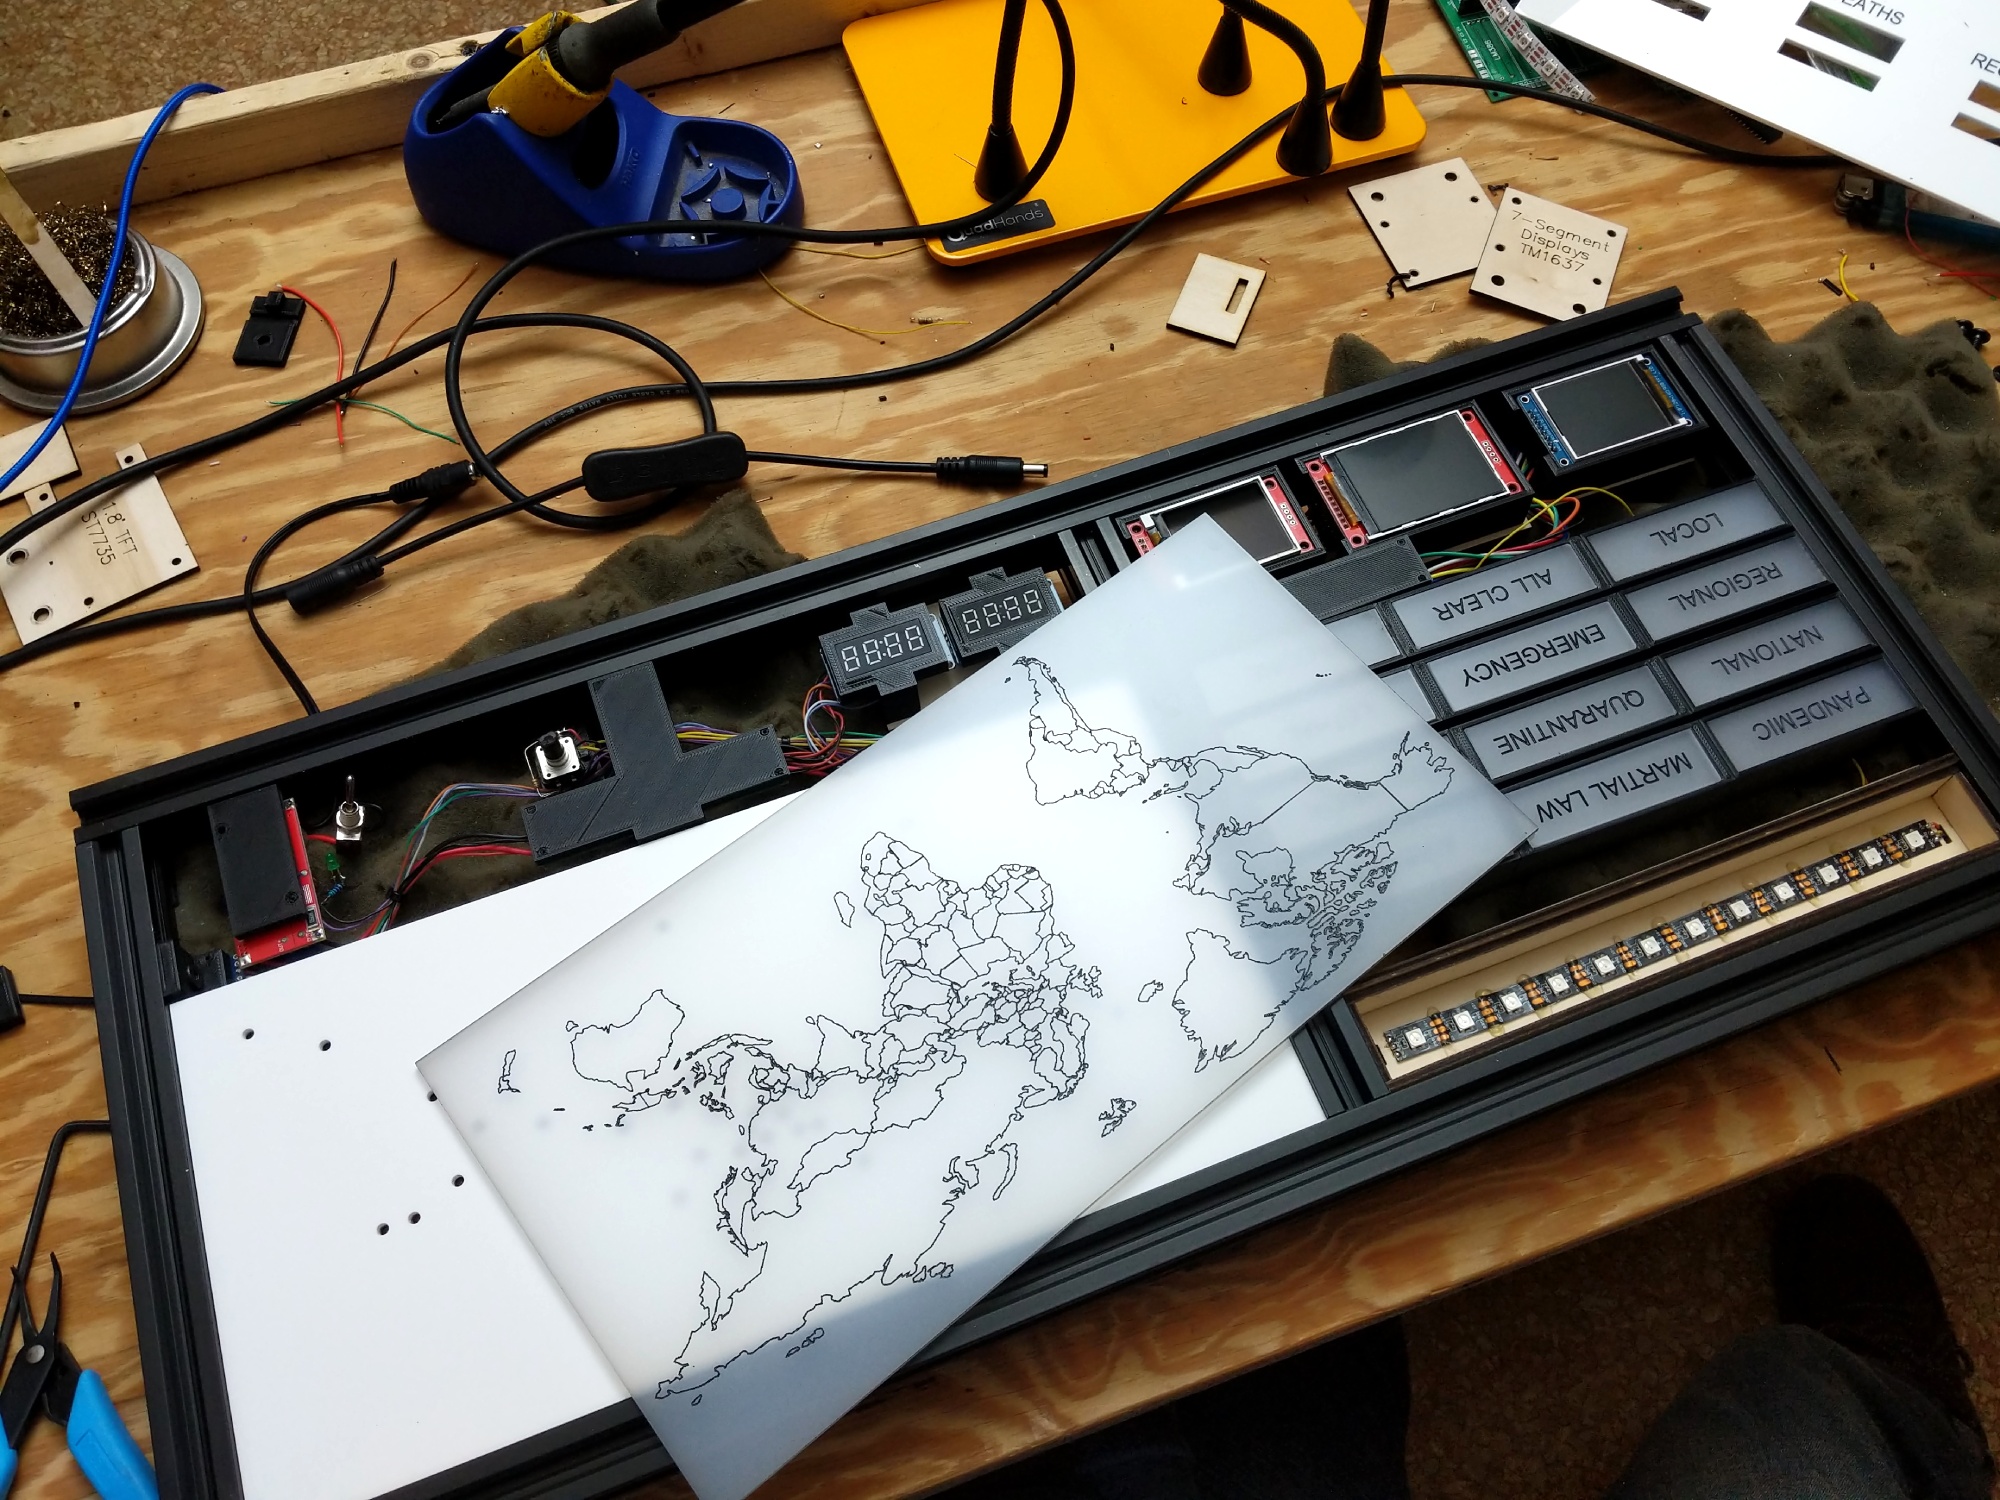 EATHS
QuadHands
7-Segment
Displays
TM1637
1.8" TFT
ST7735
LOCAL
ALL CLEAR
REGIONAL
EMERGENCY
NATIONAL
QUARANTINE
PANDEMIC
MARTIAL LAW
88:88
88:88